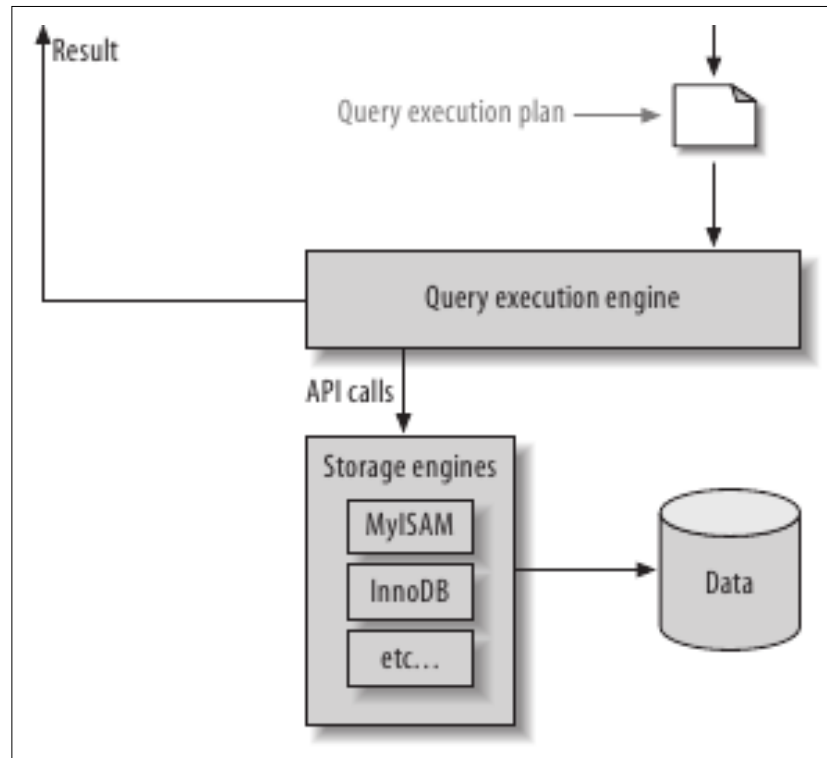 Result
Query execution plan
Query execution engine
API calls
Storage engines
MyISAM
InnoDB
etc...
Data